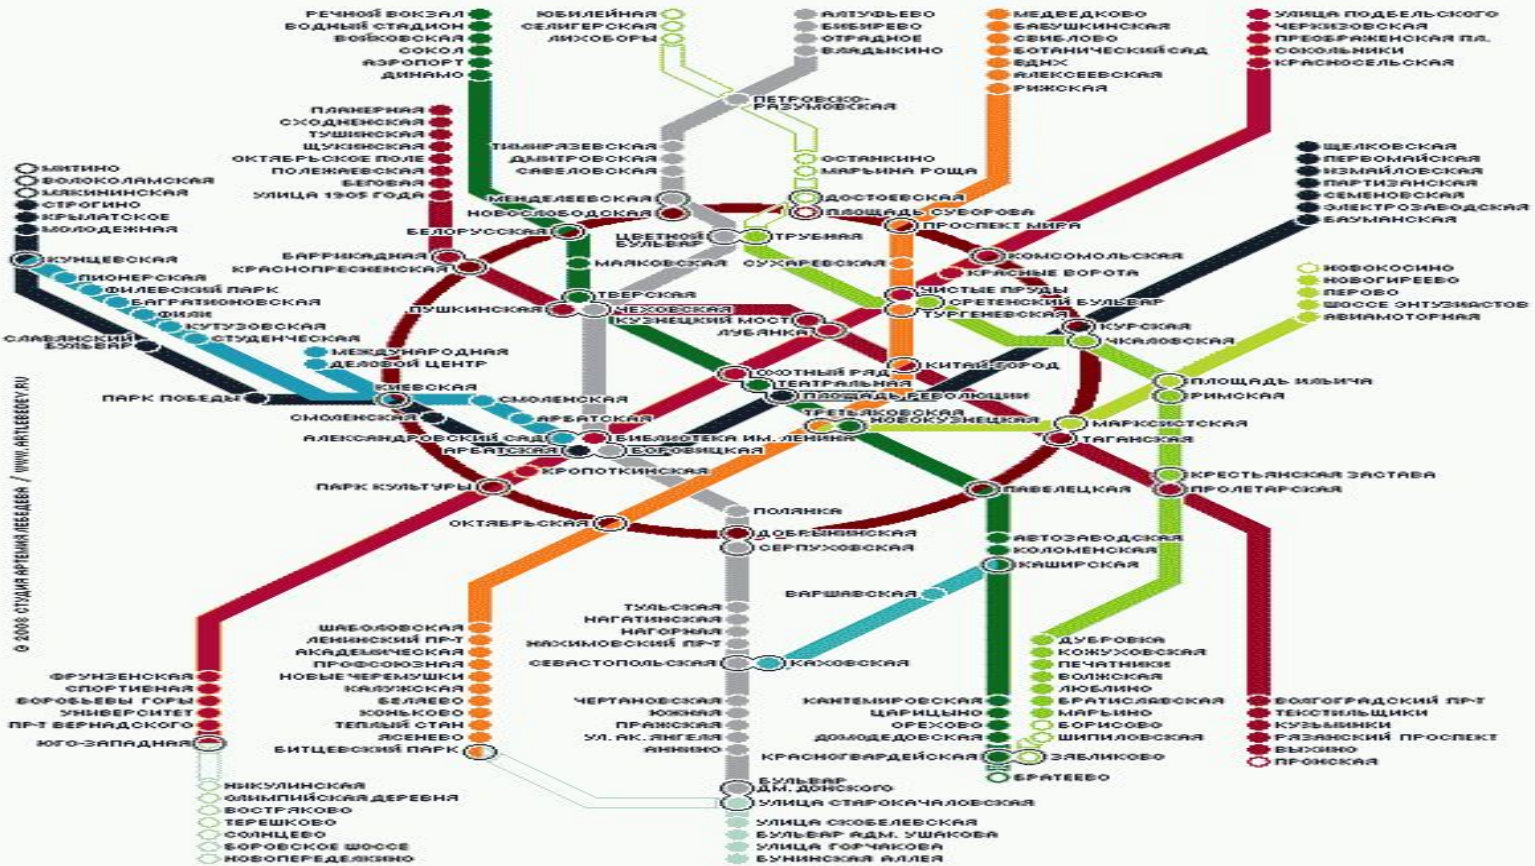 РЕЧНОЙ ВОКЗАЛ
ВОДНЫЙ СТАДИОН
ВОЙКОВСКАЯ
СОКОЛ
АЭРОПОРТ
ДИНАМО
ЮБИЛЕЙНАЯ
СЕЛИГЕРСКАЯ
ЛИХОБОРЫ
АЛТУФЬЕВО
БИБИРЕВО
ОТРАДНОЕ
ВЛАДЫКИНО
МЕДВЕДКОВО
БАБУШКИНСКАЯ
СВИБЛОВО
БОТАНИЧЕСКИЙ САД
ВДНХ
АЛЕКСЕЕВСКАЯ
РИЖСКАЯ
УЛИЦА ПОДБЕЛЬСКОГО
ЧЕРКИЗОВСКАЯ
ПРЕОБРАЖЕНСКАЯ ПЛ.
СОКОЛЬНИКИ
КРАСНОСЕЛЬСКАЯ
ПЕТРОВСКО-
РАЗУМОВСКАЯ
ПЛАНЕРНАЯ
СХОДНЕНСКАЯ
ТУШИНСКАЯ
ЩУКИНСКАЯ
ОКТЯБРЬСКОЕ ПОЛЕ
ПОЛЕЖАЕВСКАЯ
БЕГОВАЯ
УЛИЦА 1905 ГОДА
ТИМИРЯЗЕВСКАЯ
ДМИТРОВСКАЯ
САВЕЛОВСКАЯ
МЕНДЕЛЕЕВСКАЯ
НОВОСЛОБОДСКАЯ
ОСТАНКИНО
МАРЬИНА РОЩА
ДОСТОЕВСКАЯ
ПЛОЩАДЬ СУВОРОВА
ЩЕЛКОВСКАЯ
ПЕРВОМАЙСКАЯ
ИЗМАЙЛОВСКАЯ
ПАРТИЗАНСКАЯ
СЕМЕНОВСКАЯ
ЭЛЕКТРОЗАВОДСКАЯ
БАУМАНСКАЯ
МИТИНО
ВОЛОКОЛАМСКАЯ
МЯКИНИНСКАЯ
СТРОГИНО
КРЫЛАТСКОЕ
МОЛОДЕЖНАЯ
КУНЦЕВСКАЯ
ПИОНЕРСКАЯ
ФИЛЕВСКИЙ ПАРК
БАГРАТИОНОВСКАЯ
ФИЛИ
КУТУЗОВСКАЯ
СТУДЕНЧЕСКАЯ
СЛАВЯНСКИЙ
БУЛЬВАР
ПАРК ПОБЕДЫ
БЕЛОРУССКАЯ
БАРРИКАДНАЯ
КРАСНОПРЕСНЕНСКАЯ
ЦВЕТНОЙ
БУЛЬВАР
ТРУБНАЯ
ПРОСПЕКТ МИРА
МАЯКОВСКАЯ
СУХАРЕВСКАЯ
КОМСОМОЛЬСКАЯ
КРАСНЫЕ ВОРОТА
НОВОКОСИНО
НОВОГИРЕЕВО
ПЕРОВО
ШОССЕ ЭНТУЗИАСТОВ
АВИАМОТОРНАЯ
ТВЕРСКАЯ
ПУШКИНСКАЯ
ЧЕХОВСКАЯ
ЧИСТЫЕ ПРУДЫ
СРЕТЕНСКИЙ БУЛЬВАР
ТУРГЕНЕВСКАЯ
КУЗНЕЦКИЙ МОСТ
ЛУБЯНКА
КУРСКАЯ
ЧКАЛОВСКАЯ
МЕЖДУНАРОДНАЯ
ДЕЛОВОЙ ЦЕНТР
КИЕВСКАЯ
СМОЛЕНСКАЯ
СМОЛЕНСКАЯ
АРБАТСКАЯ
АЛЕКСАНДРОВСКИЙ САД
АРБАТСКАЯ
БИБЛИОТЕКА ИМ. ЛЕНИНА
БОРОВИЦКАЯ
ОХОТНЫЙ РЯД
ТЕАТРАЛЬНАЯ
ПЛОЩАДЬ РЕВОЛЮЦИИ
КИТАЙ-ГОРОД
ТРЕТЬЯКОВСКАЯ
НОВОКУЗНЕЦКАЯ
ПЛОЩАДЬ ИЛЬИЧА
РИМСКАЯ
МАРКСИСТСКАЯ
ТАГАНСКАЯ
КРОПОТКИНСКАЯ
ПАРК КУЛЬТУРЫ
ОКТЯБРЬСКАЯ
КРЕСТЬЯНСКАЯ ЗАСТАВА
ПРОЛЕТАРСКАЯ
ПАВЕЛЕЦКАЯ
ПОЛЯНКА
ДОБРЫНИНСКАЯ
СЕРПУХОВСКАЯ
АВТОЗАВОДСКАЯ
КОЛОМЕНСКАЯ
КАШИРСКАЯ
ВАРШАВСКАЯ
КАХОВСКАЯ
ТУЛЬСКАЯ
НАГАТИНСКАЯ
НАГОРНАЯ
НАХИМОВСКИЙ ПР-Т
СЕВАСТОПОЛЬСКАЯ
ЧЕРТАНОВСКАЯ
ЮЖНАЯ
ПРАЖСКАЯ
УЛ. АК. ЯНГЕЛЯ
АННИНО
БУЛЬВАР
ДМ. ДОНСКОГО
УЛИЦА СТАРОКАЧАЛОВСКАЯ
УЛИЦА СКОБЕЛЕВСКАЯ
БУЛЬВАР АДМ. УШАКОВА
УЛИЦА ГОРЧАКОВА
БУНИНСКАЯ АЛЛЕЯ
ШАБОЛОВСКАЯ
ЛЕНИНСКИЙ ПР-Т
АКАДЕМИЧЕСКАЯ
ПРОФСОЮЗНАЯ
НОВЫЕ ЧЕРЕМУШКИ
КАЛУЖСКАЯ
БЕЛЯЕВО
КОНЬКОВО
ТЕПЛЫЙ СТАН
ЯСЕНЕВО
БИТЦЕВСКИЙ ПАРК
ФРУНЗЕНСКАЯ
СПОРТИВНАЯ
ВОРОБЬЕВЫ ГОРЫ
УНИВЕРСИТЕТ
ПР-Т ВЕРНАДСКОГО
ЮГО-ЗАПАДНАЯ
НИКУЛИНСКАЯ
ОЛИМПИЙСКАЯ ДЕРЕВНЯ
ВОСТРЯКОВО
ТЕРЕШКОВО
СОЛНЦЕВО
БОРОВСКОЕ ШОССЕ
НОВОПЕРЕДЕЛКИНО
КАНТЕМИРОВСКАЯ
ЦАРИЦЫНО
ОРЕХОВО
ДОМОДЕДОВСКАЯ
КРАСНОГВАРДЕЙСКАЯ
БРАТЕЕВО
ДУБРОВКА
КОЖУХОВСКАЯ
ПЕЧАТНИКИ
ВОЛЖСКАЯ
ЛЮБЛИНО
БРАТИСЛАВСКАЯ
МАРЬИНО
БОРИСОВО
ШИПИЛОВСКАЯ
ЗЯБЛИКОВО
ВОЛГОГРАДСКИЙ ПР-Т
ТЕКСТИЛЬЩИКИ
КУЗЬМИНКИ
РЯЗАНСКИЙ ПРОСПЕКТ
ВЫХИНО
ПРОНСКАЯ
© 2008 СТУДИЯ АРТЕМИЯ ЛЕБЕДЕВА / WWW.ARTLEBEDEV.RU